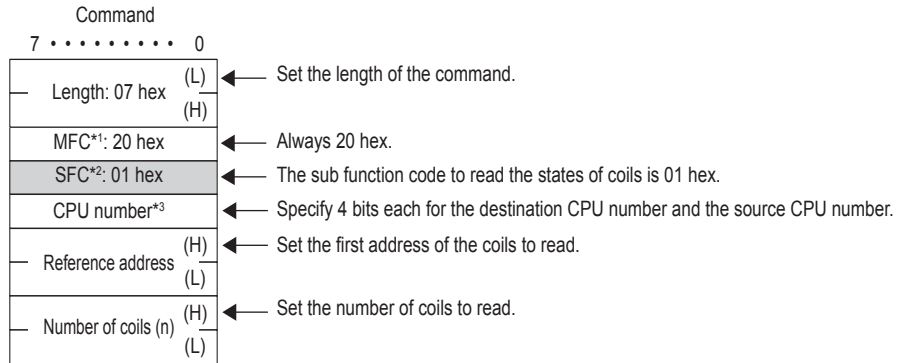 Command
7 • • • • • • • • • 0
Length: 07 hex (L) Set the length of the command.
(H)
MFC*1: 20 hex Always 20 hex.
SFC*2: 01 hex The sub function code to read the states of coils is 01 hex.
CPU number*3 Specify 4 bits each for the destination CPU number and the source CPU number.
Reference address (H) Set the first address of the coils to read.
(L)
Number of coils (n) (H) Set the number of coils to read.
(L)